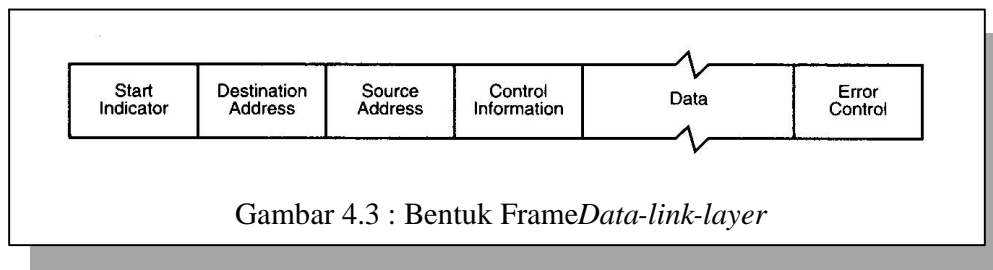 Start Indicator
Destination Address
Source Address
Control Information
Data
Error Control
Gambar 4.3 : Bentuk FrameData-link-layer